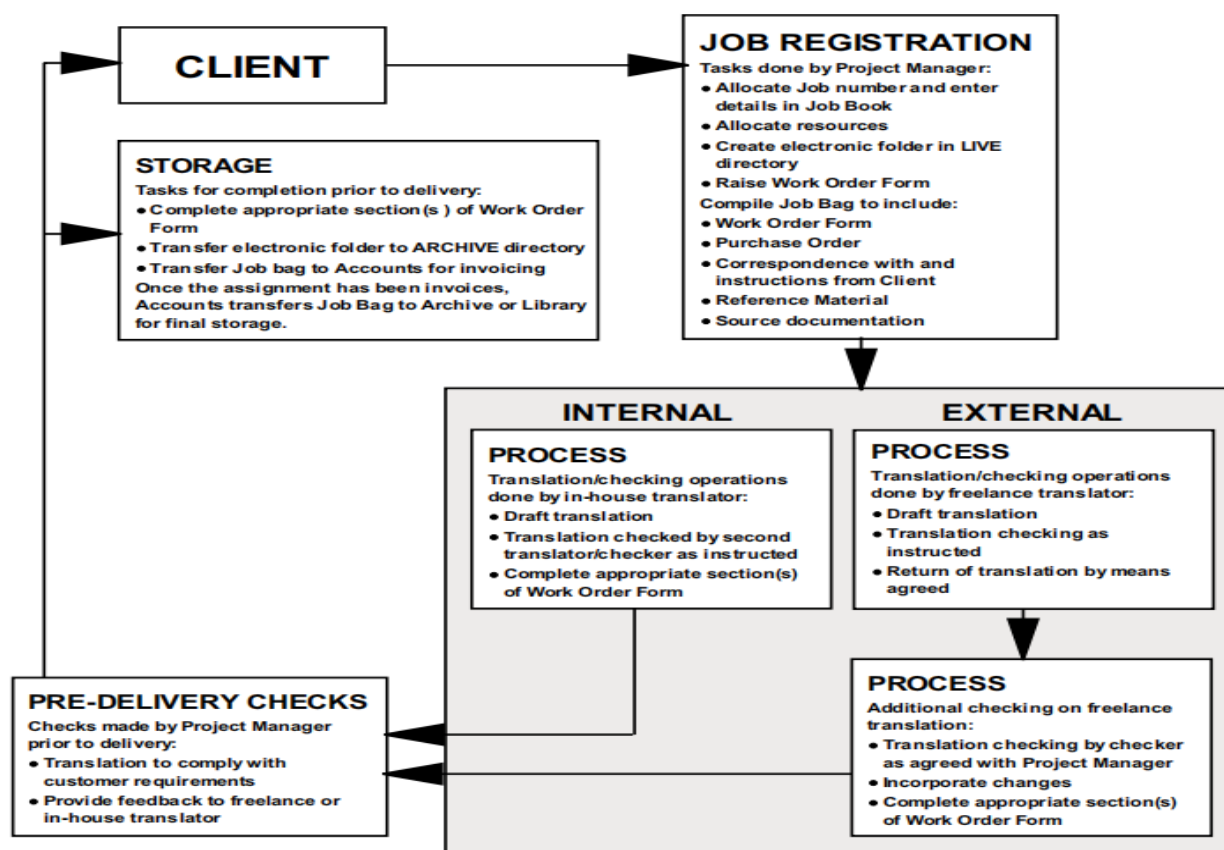 CLIENT
JOB REGISTRATION
Tasks done by Project Manager:
● Allocate Job number and enter
details in Job Book
● Allocate resources
● Create electronic folder in LIVE
directory
● Raise Work Order Form
Compile Job Bag to include:
● Work Order Form
● Purchase Order
● Correspondence with and
instructions from Client
● Reference Material
● Source documentation
STORAGE
Tasks for completion prior to delivery:
● Complete appropriate section(s ) of Work Order
Form
● Transfer electronic folder to ARCHIVE directory
● Transfer Job bag to Accounts for invoicing
Once the assignment has been invoices,
Accounts transfers Job Bag to Archive or Library
for final storage.
INTERNAL
PROCESS
Translation/checking operations
done by in-house translator:
● Draft translation
● Translation checked by second
translator/checker as instructed
● Complete appropriate section(s)
of Work Order Form
EXTERNAL
PROCESS
Translation/checking operations
done by freelance translator:
● Draft translation
● Translation checking as
instructed
● Return of translation by means
agreed
PROCESS
Additional checking on freelance
translation:
● Translation checking by checker
as agreed with Project Manager
● Incorporate changes
● Complete appropriate section(s)
of Work Order Form
PRE-DELIVERY CHECKS
Checks made by Project Manager
prior to delivery:
● Translation to comply with
customer requirements
● Provide feedback to freelance or
in-house translator